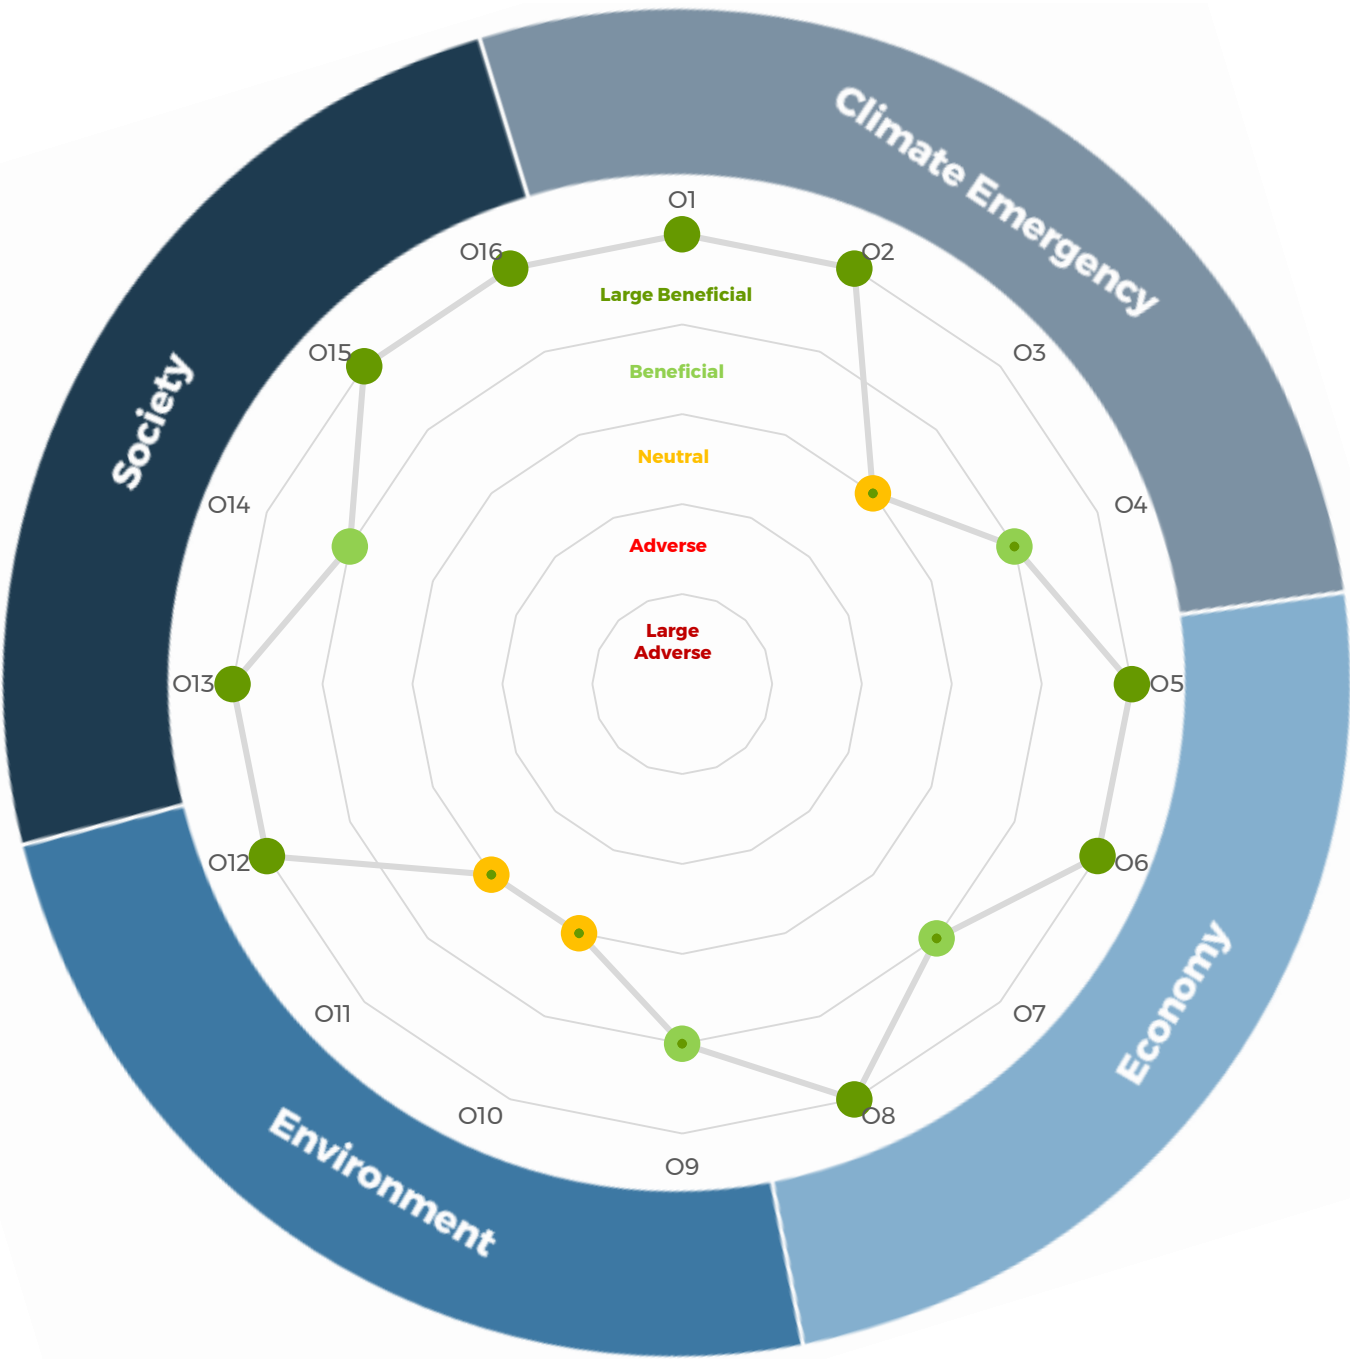 Climate Emergency
O1
O16
O2
Large Beneficial
O15
O3
Beneficial
Society
Neutral
O14
O4
Adverse
Large
Adverse
O13
O5
O12
O6
Economy
O11
O7
O10
O8
Environment
O9